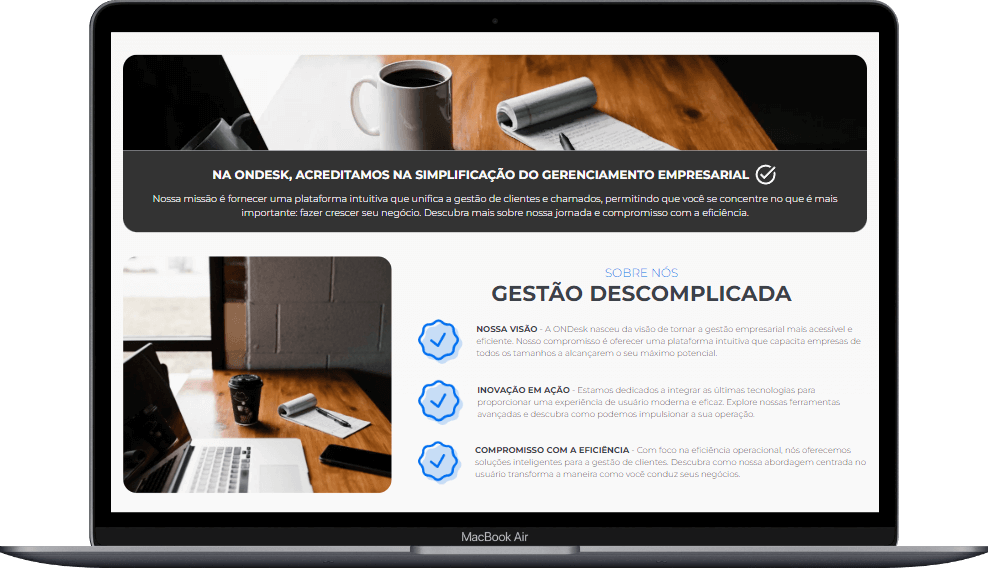 NA ONDESK, ACREDITAMOS NA SIMPLIFICAÇÃO DO GERENCIAMENTO EMPRESARIAL
Nossa missão é fornecer uma plataforma intuitiva que unifica a gestão de clientes e chamados, permitindo que você se concentre no que é mais
importante: fazer crescer seu negócio. Descubra mais sobre nossa jornada e compromisso com a eficiência.
SOBRE NÓS
GESTÃO DESCOMPLICADA
NOSSA VISÃO - A ONDesk nasceu da visão de tornar a gestão empresarial mais acessível e
eficiente. Nosso compromisso é oferecer uma plataforma intuitiva que capacita empresas de
todos os tamanhos a alcançarem o seu máximo potencial.
INOVAÇÃO EM AÇÃO - Estamos dedicados a integrar as últimas tecnologias para
proporcionar uma experiência de usuário moderna e eficaz. Explore nossas ferramentas
avançadas e descubra como podemos impulsionar a sua operação.
COMPROMISSO COM A EFICIÊNCIA - Com foco na eficiência operacional, nós oferecemos
soluções inteligentes para a gestão de clientes. Descubra como nossa abordagem centrada no
usuário transforma a maneira como você conduz seus negócios.
MacBook Air